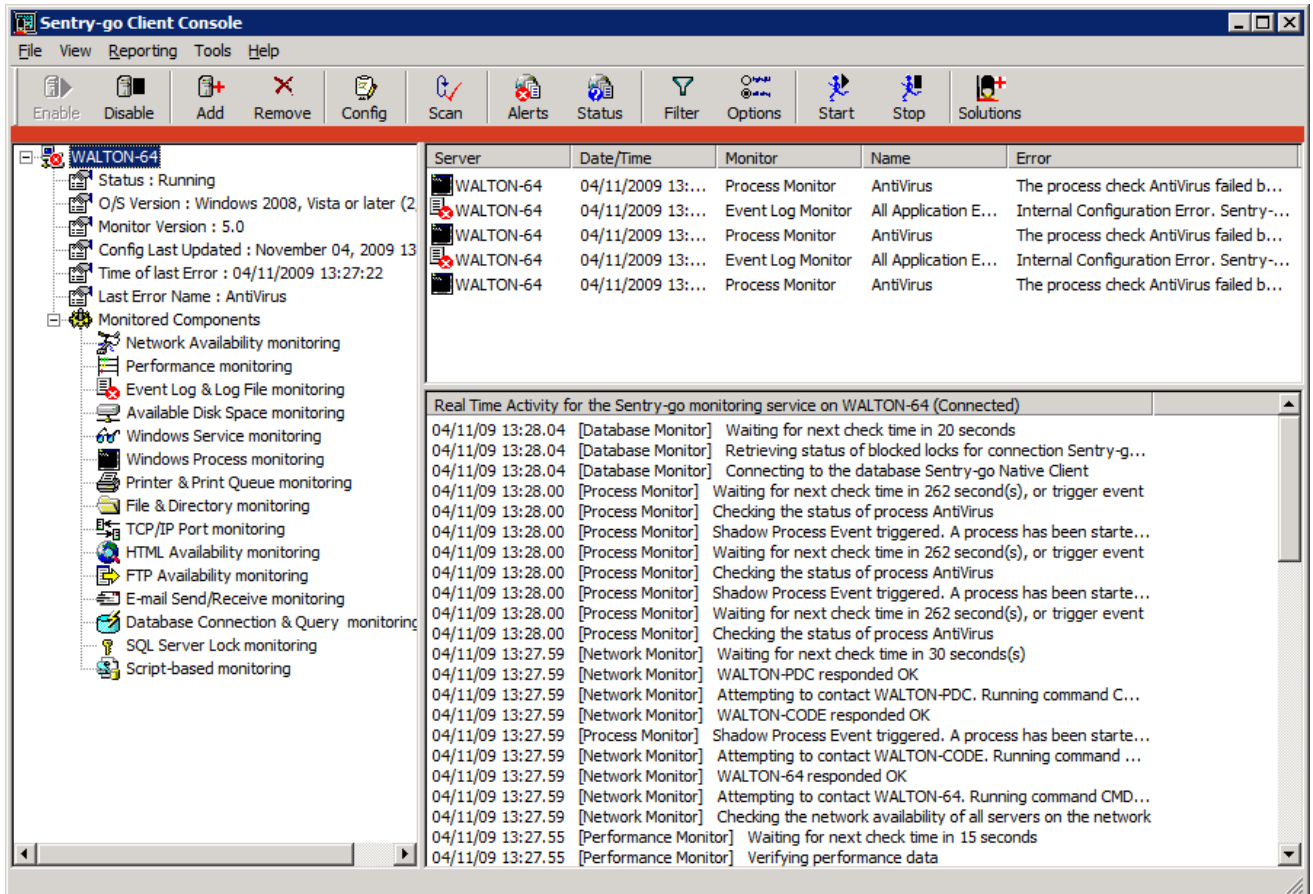 Sentry-go Client Console
File View Reporting Tools Help
Enable Disable Add Remove Config Scan Alerts Status Filter Options Start Stop Solutions
WALTON-64
Status : Running
O/S Version : Windows 2008, Vista or later (2,
Monitor Version : 5.0
Config Last Updated : November 04, 2009 13
Time of last Error : 04/11/2009 13:27:22
Last Error Name : AntiVirus
Monitored Components
Network Availability monitoring
Performance monitoring
Event Log & Log File monitoring
Available Disk Space monitoring
Windows Service monitoring
Windows Process monitoring
Printer & Print Queue monitoring
File & Directory monitoring
TCP/IP Port monitoring
HTML Availability monitoring
FTP Availability monitoring
E-mail Send/Receive monitoring
Database Connection & Query monitoring
SQL Server Lock monitoring
Script-based monitoring
Server Date/Time Monitor Name Error
WALTON-64 04/11/2009 13:... Process Monitor AntiVirus The process check AntiVirus failed b...
WALTON-64 04/11/2009 13:... Event Log Monitor All Application E... Internal Configuration Error. Sentry-...
WALTON-64 04/11/2009 13:... Process Monitor AntiVirus The process check AntiVirus failed b...
WALTON-64 04/11/2009 13:... Event Log Monitor All Application E... Internal Configuration Error. Sentry-...
WALTON-64 04/11/2009 13:... Process Monitor AntiVirus The process check AntiVirus failed b...
Real Time Activity for the Sentry-go monitoring service on WALTON-64 (Connected)
04/11/09 13:28.04 [Database Monitor] Waiting for next check time in 20 seconds
04/11/09 13:28.04 [Database Monitor] Retrieving status of blocked locks for connection Sentry-g...
04/11/09 13:28.04 [Database Monitor] Connecting to the database Sentry-go Native Client
04/11/09 13:28.00 [Process Monitor] Waiting for next check time in 262 second(s), or trigger event
04/11/09 13:28.00 [Process Monitor] Checking the status of process AntiVirus
04/11/09 13:28.00 [Process Monitor] Shadow Process Event triggered. A process has been starte...
04/11/09 13:28.00 [Process Monitor] Waiting for next check time in 262 second(s), or trigger event
04/11/09 13:28.00 [Process Monitor] Checking the status of process AntiVirus
04/11/09 13:28.00 [Process Monitor] Shadow Process Event triggered. A process has been starte...
04/11/09 13:28.00 [Process Monitor] Waiting for next check time in 262 second(s), or trigger event
04/11/09 13:28.00 [Process Monitor] Checking the status of process AntiVirus
04/11/09 13:27.59 [Network Monitor] Waiting for next check time in 30 seconds(s)
04/11/09 13:27.59 [Network Monitor] WALTON-PDC responded OK
04/11/09 13:27.59 [Network Monitor] Attempting to contact WALTON-PDC. Running command C...
04/11/09 13:27.59 [Network Monitor] WALTON-CODE responded OK
04/11/09 13:27.59 [Process Monitor] Shadow Process Event triggered. A process has been starte...
04/11/09 13:27.59 [Network Monitor] Attempting to contact WALTON-CODE. Running command ...
04/11/09 13:27.59 [Network Monitor] WALTON-64 responded OK
04/11/09 13:27.59 [Network Monitor] Attempting to contact WALTON-64. Running command CMD...
04/11/09 13:27.59 [Network Monitor] Checking the network availability of all servers on the network
04/11/09 13:27.55 [Performance Monitor] Waiting for next check time in 15 seconds
04/11/09 13:27.55 [Performance Monitor] Verifying performance data